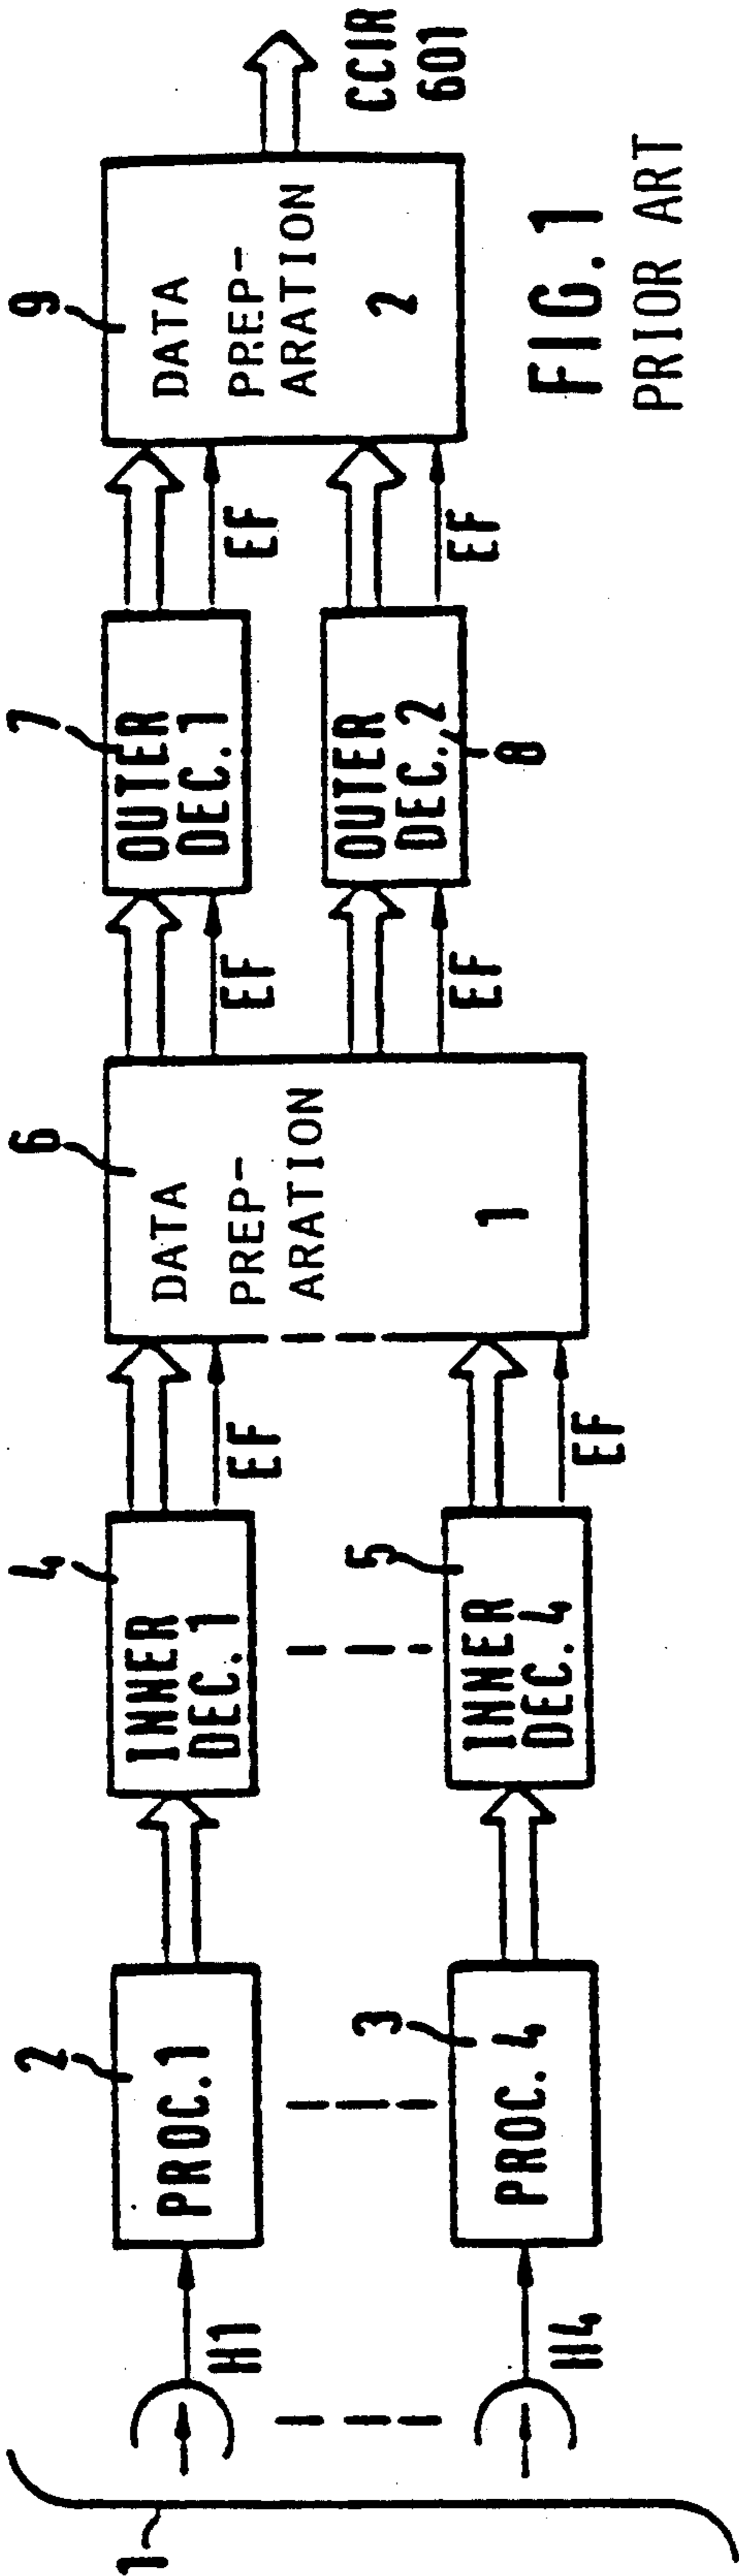 1
H1
H4
2
PROC. 1
3
PROC. 4
4
INNER
DEC. 1
EF
5
INNER
DEC. 4
EF
6
DATA
PREP-
ARATION
1
EF
EF
7
OUTER
DEC. 1
EF
OUTER
DEC. 2
8
EF
9
DATA
PREP-
ARATION
2
CCIR
601
FIG. 1
PRIOR ART